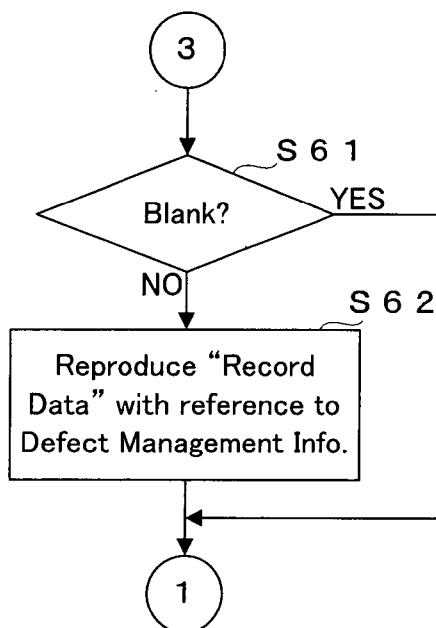 3
S 6 1
Blank?
YES
NO
S 6 2
Reproduce “Record
Data” with reference to
Defect Management Info.
1